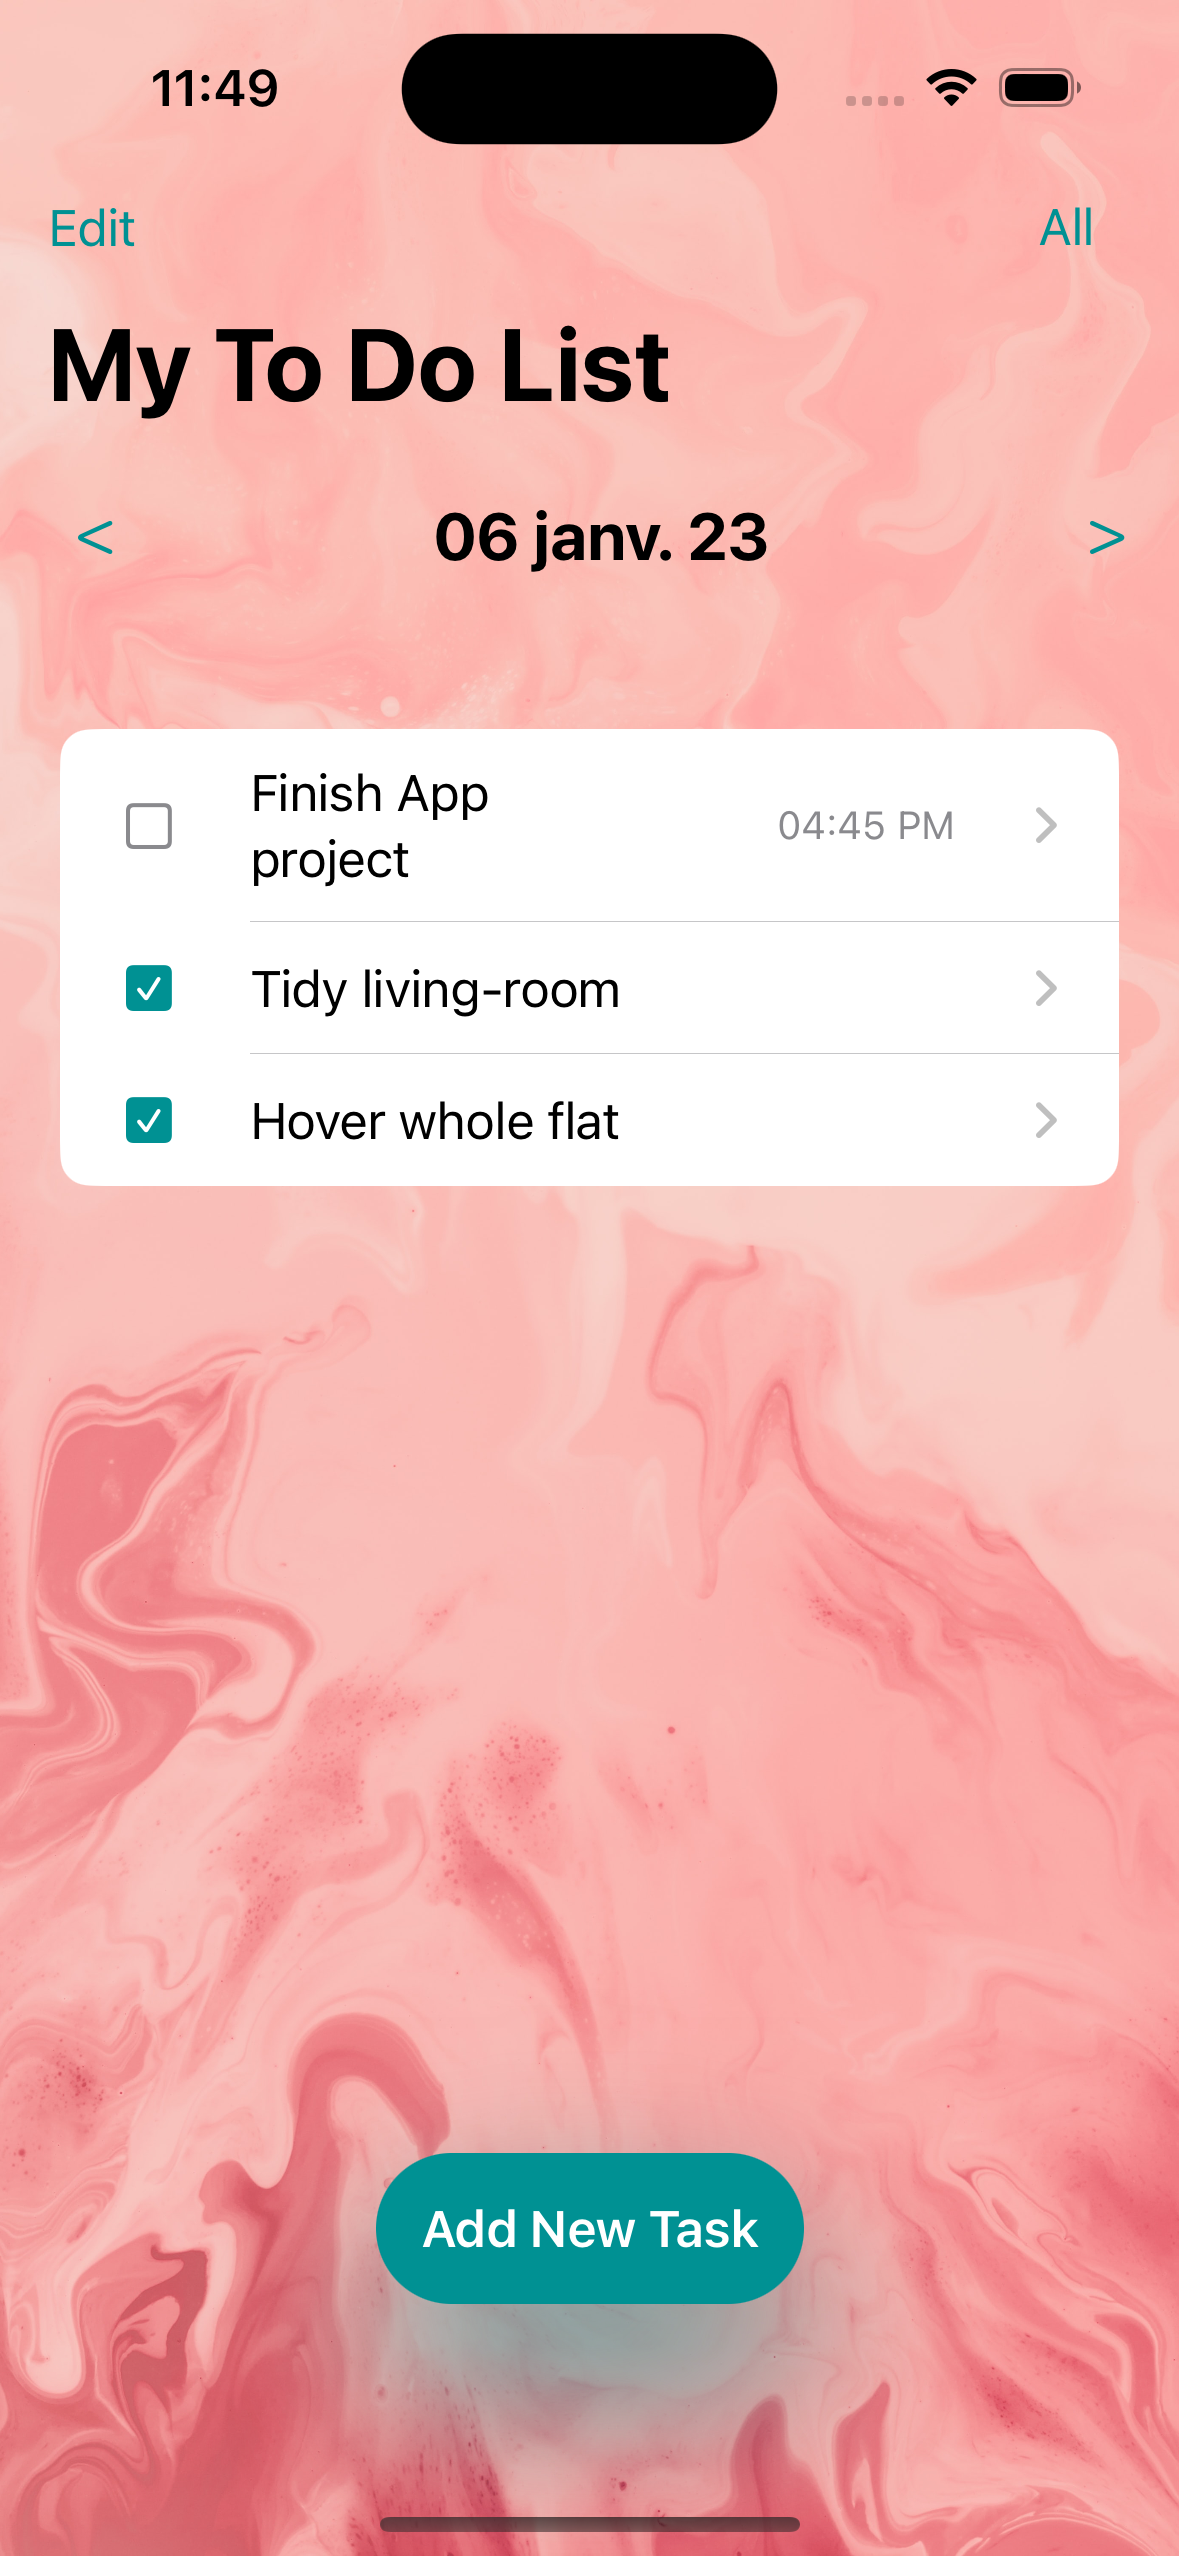 11:49
Edit
All
My To Do List
< 06 janv. 23 >
Finish App
project
04:45 PM
Tidy living-room
Hover whole flat
Add New Task